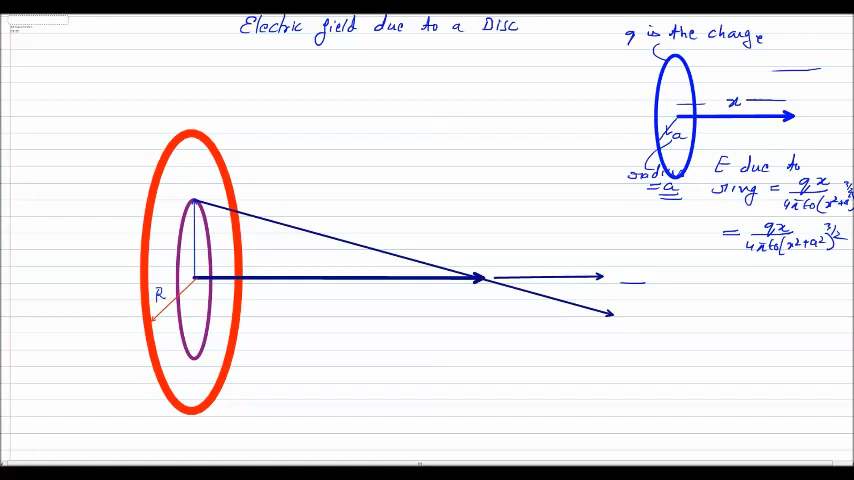 Electric field due to a Disc
q is the charge
x
a
radius
= a
E due to
ring = qx / 4πε0(x²+a²)^3/2
= qx / 4πε0(x²+a²)^3/2
R